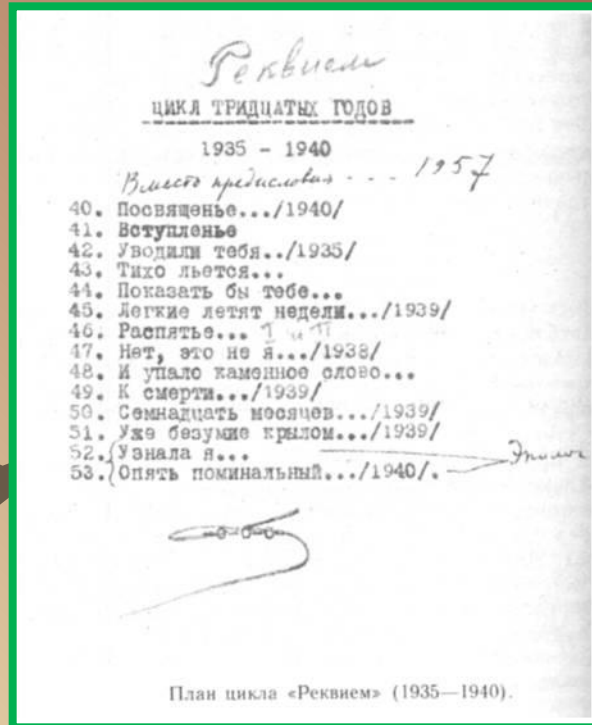 Реквием
ЦИКЛ ТРИДЦАТЫХ ГОДОВ
1935 - 1940
Вместо предисловия - - - 1957
40. Посвященье.../1940/
41. Вступленье
42. Уводили тебя../1935/
43. Тихо льется...
44. Показать бы тебе...
45. Легкие летят недели.../1939/
46. Распятье... I и II
47. Нет, это не я.../1938/
48. И упало каменное слово...
49. К смерти.../1939/
50. Семнадцать месяцев.../1939/
51. Уже безумие крылом.../1939/
52. Узнала я... Эпилог
53. Опять поминальный.../1940/.
План цикла «Реквием» (1935—1940).